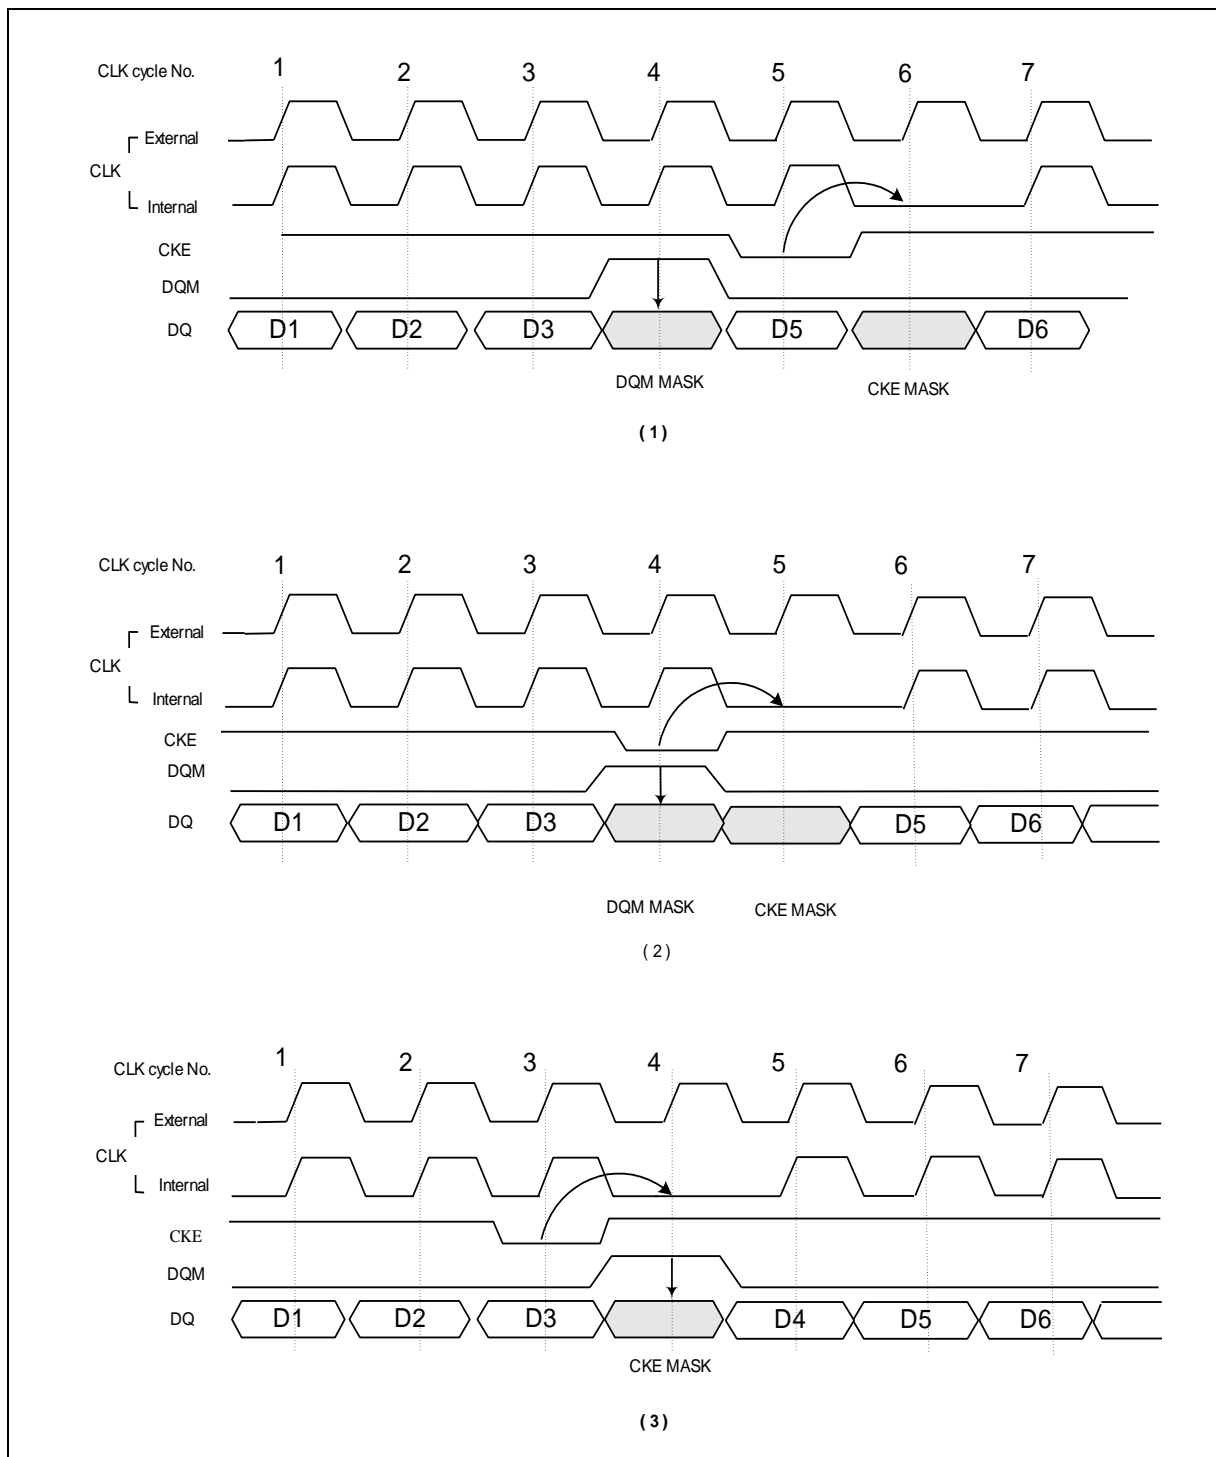 CLK cycle No. 1 2 3 4 5 6 7
External
CLK
Internal
CKE
DQM
DQ D1 D2 D3 D5 D6
DQM MASK CKE MASK
( 1 )
CLK cycle No. 1 2 3 4 5 6 7
External
CLK
Internal
CKE
DQM
DQ D1 D2 D3 D5 D6
DQM MASK CKE MASK
( 2 )
CLK cycle No. 1 2 3 4 5 6 7
External
CLK
Internal
CKE
DQM
DQ D1 D2 D3 D4 D5 D6
CKE MASK
( 3 )